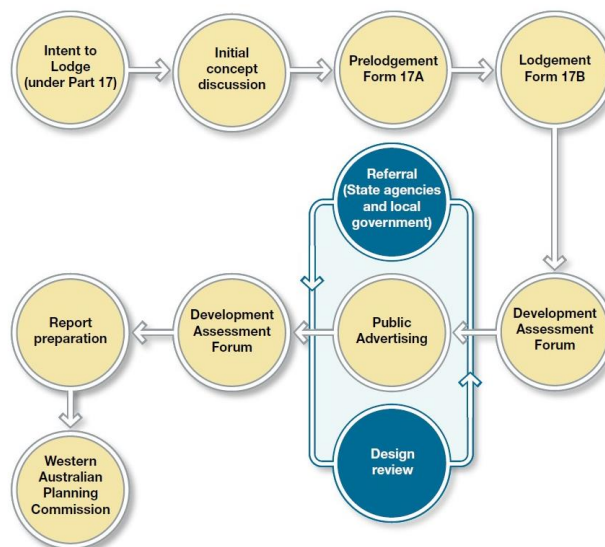 Intent to
Lodge
(under Part 17)
Initial
concept
discussion
Prelodgement
Form 17A
Lodgement
Form 17B
Referral
(State agencies
and local
government)
Development
Assessment
Forum
Public
Advertising
Development
Assessment
Forum
Report
preparation
Design
review
Western
Australian
Planning
Commission